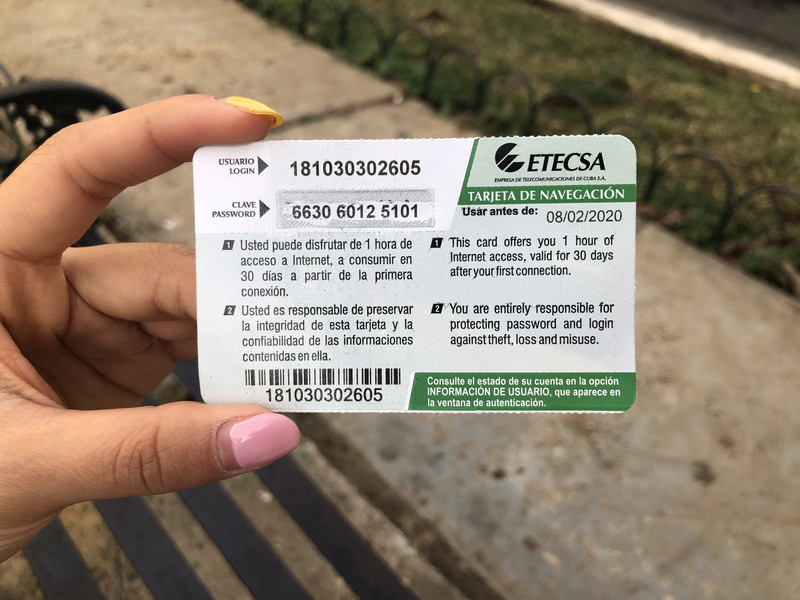 USUARIO
LOGIN
181030302605
CLAVE
PASSWORD
6630 6012 5101
ETECSA
EMPRESA DE TELECOMUNICACIONES DE CUBA S.A.
TARJETA DE NAVEGACIÓN
Usar antes de: 08/02/2020
1 Usted puede disfrutar de 1 hora de
acceso a Internet, a consumir en
30 días a partir de la primera
conexión.
2 Usted es responsable de preservar
la integridad de esta tarjeta y la
confiabilidad de las informaciones
contenidas en ella.
1 This card offers you 1 hour of
Internet access, valid for 30 days
after your first connection.
2 You are entirely responsible for
protecting password and login
against theft, loss and misuse.
181030302605
Consulte el estado de su cuenta en la opción
INFORMACIÓN DE USUARIO, que aparece en
la ventana de autenticación.